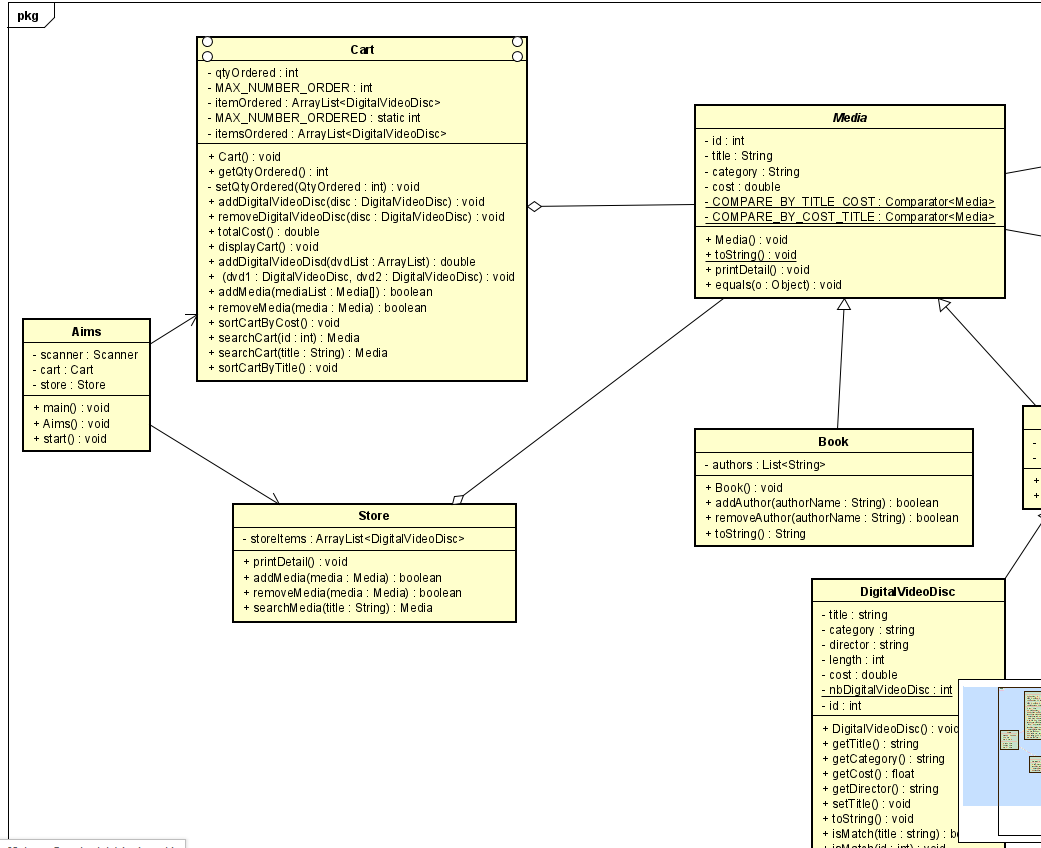 pkg
Cart
- qtyOrdered : int
- MAX_NUMBER_ORDER : int
- itemOrdered : ArrayList<DigitalVideoDisc>
- MAX_NUMBER_ORDERED : static int
- itemsOrdered : ArrayList<DigitalVideoDisc>
+ Cart() : void
+ getQtyOrdered() : int
- setQtyOrdered(QtyOrdered : int) : void
+ addDigitalVideoDisc(disc : DigitalVideoDisc) : void
+ removeDigitalVideoDisc(disc : DigitalVideoDisc) : void
+ totalCost() : double
+ displayCart() : void
+ addDigitalVideoDisd(dvdList : ArrayList) : double
+ (dvd1 : DigitalVideoDisc, dvd2 : DigitalVideoDisc) : void
+ addMedia(mediaList : Media[]) : boolean
+ removeMedia(media : Media) : boolean
+ sortCartByCost() : void
+ searchCart(id : int) : Media
+ searchCart(title : String) : Media
+ sortCartByTitle() : void
Media
- id : int
- title : String
- category : String
- cost : double
- COMPARE_BY_TITLE_COST : Comparator<Media>
- COMPARE_BY_COST_TITLE : Comparator<Media>
+ Media() : void
+ toString() : void
+ printDetail() : void
+ equals(o : Object) : void
Aims
- scanner : Scanner
- cart : Cart
- store : Store
+ main() : void
+ Aims() : void
+ start() : void
Store
- storeItems : ArrayList<DigitalVideoDisc>
+ printDetail() : void
+ addMedia(media : Media) : boolean
+ removeMedia(media : Media) : boolean
+ searchMedia(title : String) : Media
Book
- authors : List<String>
+ Book() : void
+ addAuthor(authorName : String) : boolean
+ removeAuthor(authorName : String) : boolean
+ toString() : String
-
-
+
+
DigitalVideoDisc
- title : string
- category : string
- director : string
- length : int
- cost : double
- nbDigitalVideoDisc : int
- id : int
+ DigitalVideoDisc() : void
+ getTitle() : string
+ getCategory() : string
+ getCost() : float
+ getDirector() : string
+ setTitle() : void
+ toString() : void
+ isMatch(title : string) : b
+ isMatch(id : int) : void